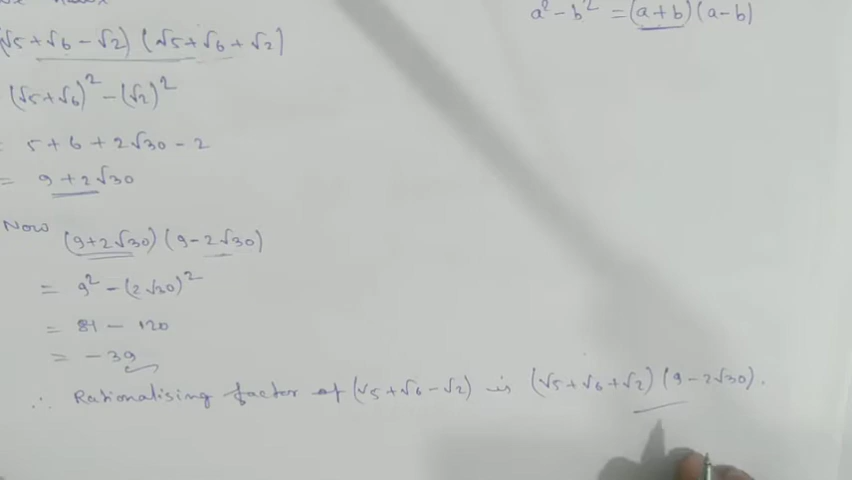 a² - b² = (a+b)(a-b)
(√5+√6-√2) (√5+√6+√2)
(√5+√6)² - (√2)²
= 5+6+2√30 - 2
= 9+2√30
Now (9+2√30)(9-2√30)
= 9² - (2√30)²
= 81 - 120
= -39
∴ Rationalising factor of (√5+√6-√2) is (√5+√6+√2)(9-2√30).